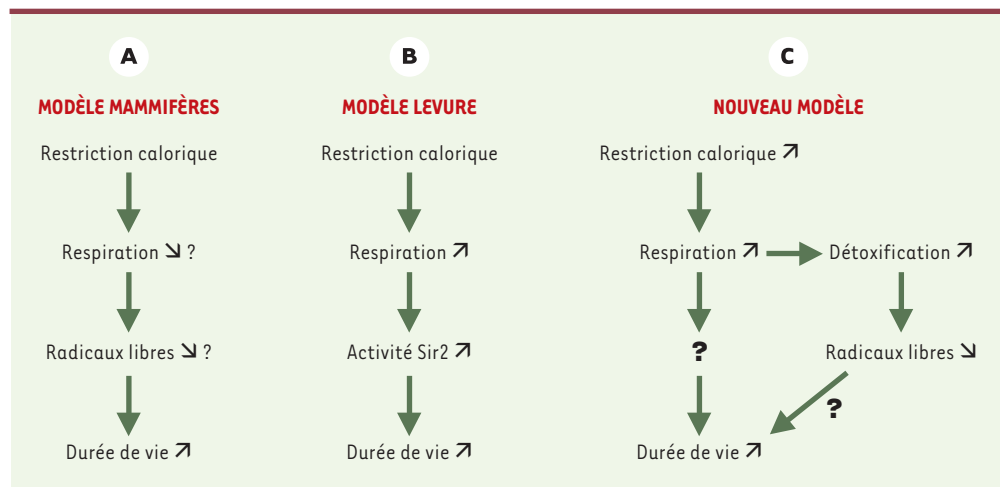 A
MODÈLE MAMMIFÈRES
Restriction calorique
Respiration ↘ ?
Radicaux libres ↘ ?
Durée de vie ↗
B
MODÈLE LEVURE
Restriction calorique
Respiration ↗
Activité Sir2 ↗
Durée de vie ↗
C
NOUVEAU MODÈLE
Restriction calorique ↗
Respiration ↗
Détoxification ↗
?
Radicaux libres ↘
?
Durée de vie ↗